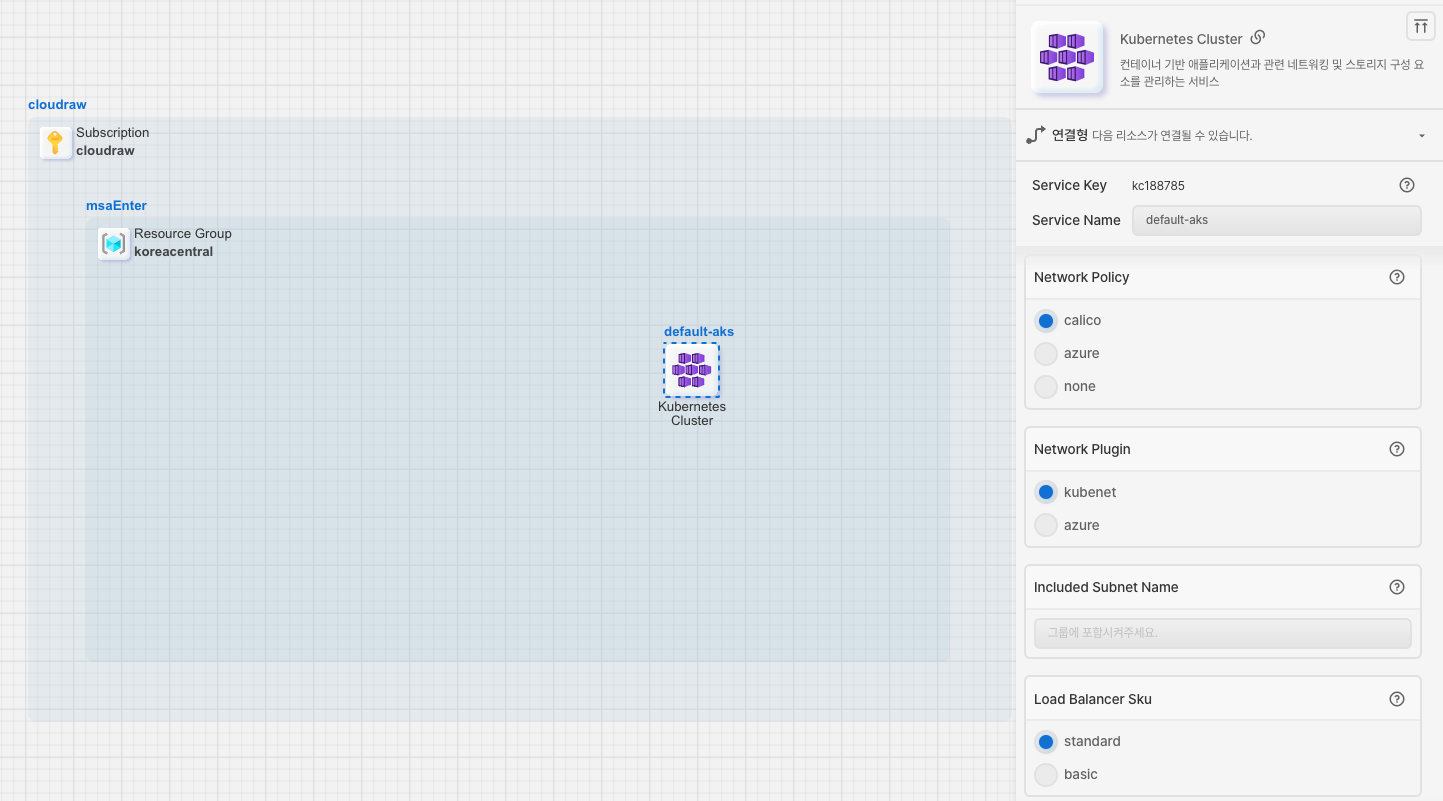 cloudraw
Subscription
cloudraw
msaEnter
Resource Group
koreacentral
default-aks
Kubernetes
Cluster
Kubernetes Cluster
컨테이너 기반 애플리케이션과 관련 네트워킹 및 스토리지 구성 요
소를 관리하는 서비스
연결형 다음 리소스가 연결될 수 있습니다.
Service Key kc188785
Service Name default-aks
Network Policy
calico
azure
none
Network Plugin
kubenet
azure
Included Subnet Name
그룹에 포함시켜주세요.
Load Balancer Sku
standard
basic